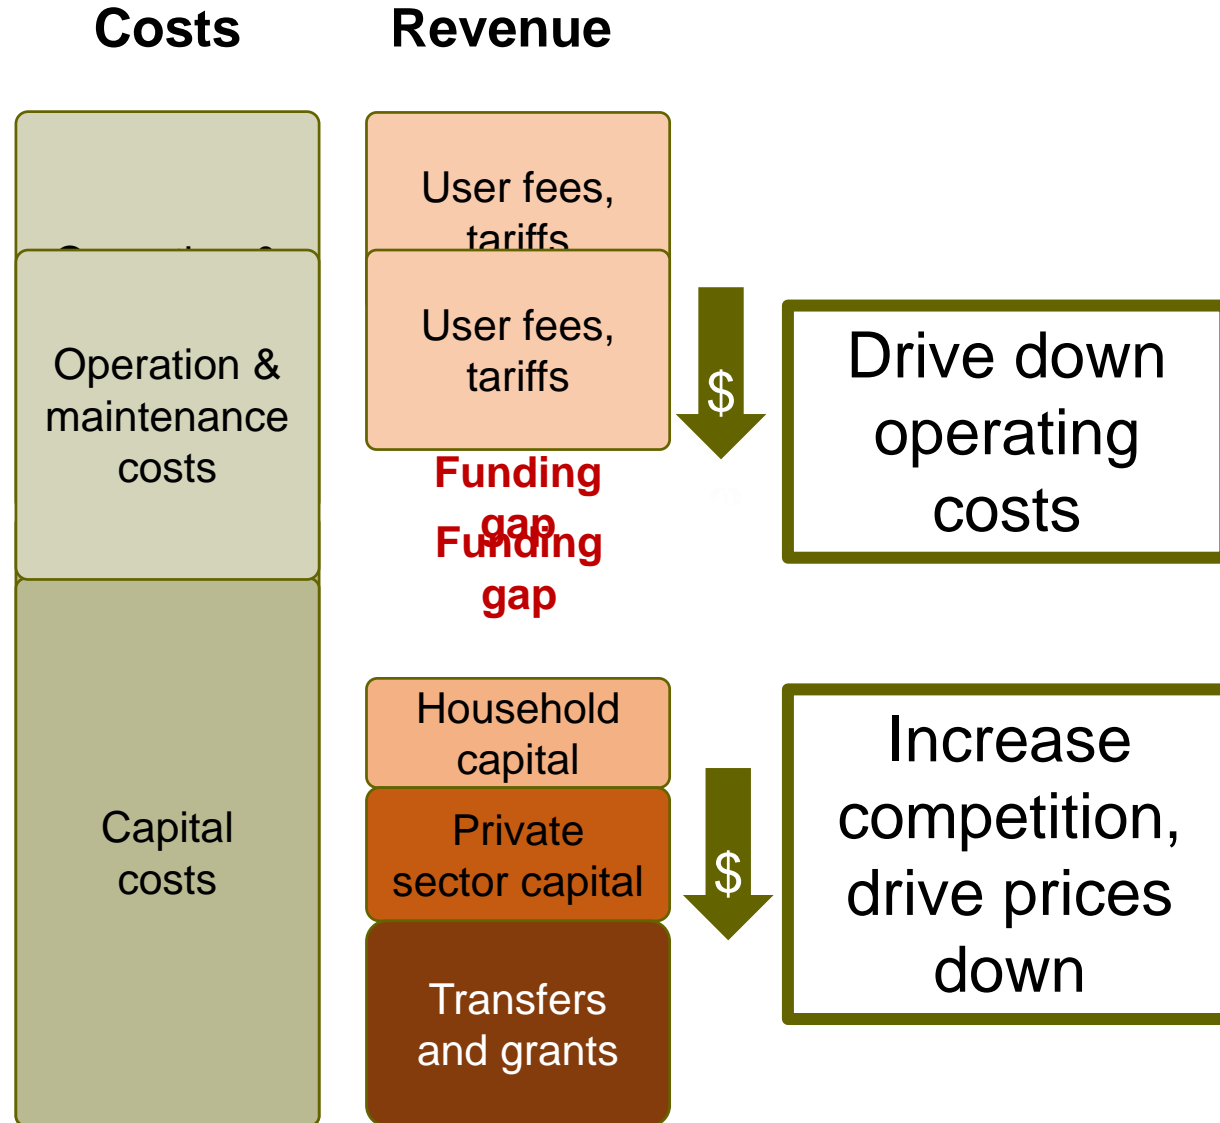 Costs
Revenue
User fees,
tariffs
Operation &
maintenance
costs
User fees,
tariffs
Funding
gap
Funding
gap
$
Drive down
operating
costs
Capital
costs
Household
capital
Private
sector capital
Transfers
and grants
$
Increase
competition,
drive prices
down